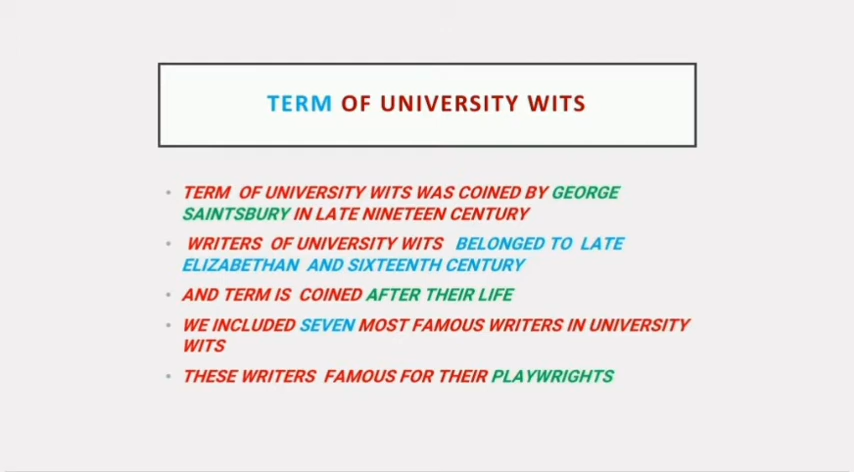 TERM OF UNIVERSITY WITS
• TERM OF UNIVERSITY WITS WAS COINED BY GEORGE
SAINTSBURY IN LATE NINETEEN CENTURY
• WRITERS OF UNIVERSITY WITS BELONGED TO LATE
ELIZABETHAN AND SIXTEENTH CENTURY
• AND TERM IS COINED AFTER THEIR LIFE
• WE INCLUDED SEVEN MOST FAMOUS WRITERS IN UNIVERSITY
WITS
• THESE WRITERS FAMOUS FOR THEIR PLAYWRIGHTS